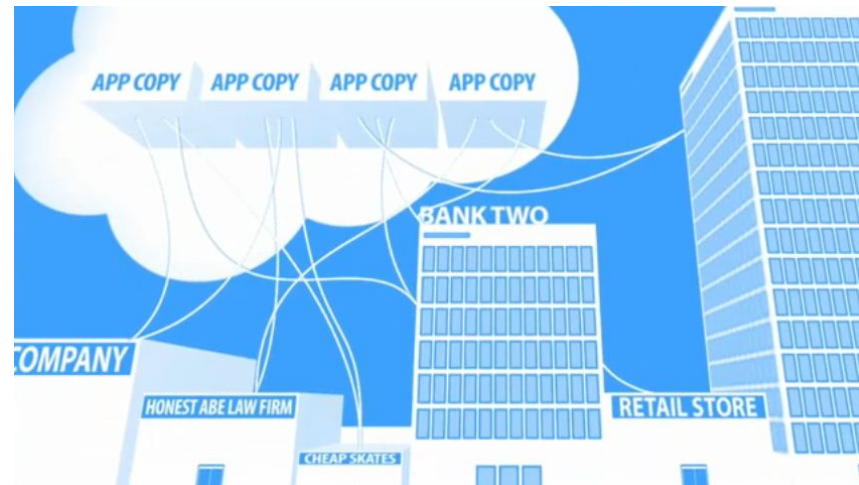 APP COPY APP COPY APP COPY APP COPY
BANK TWO
COMPANY
HONEST ABE LAW FIRM
RETAIL STORE
CHEAP SKATES